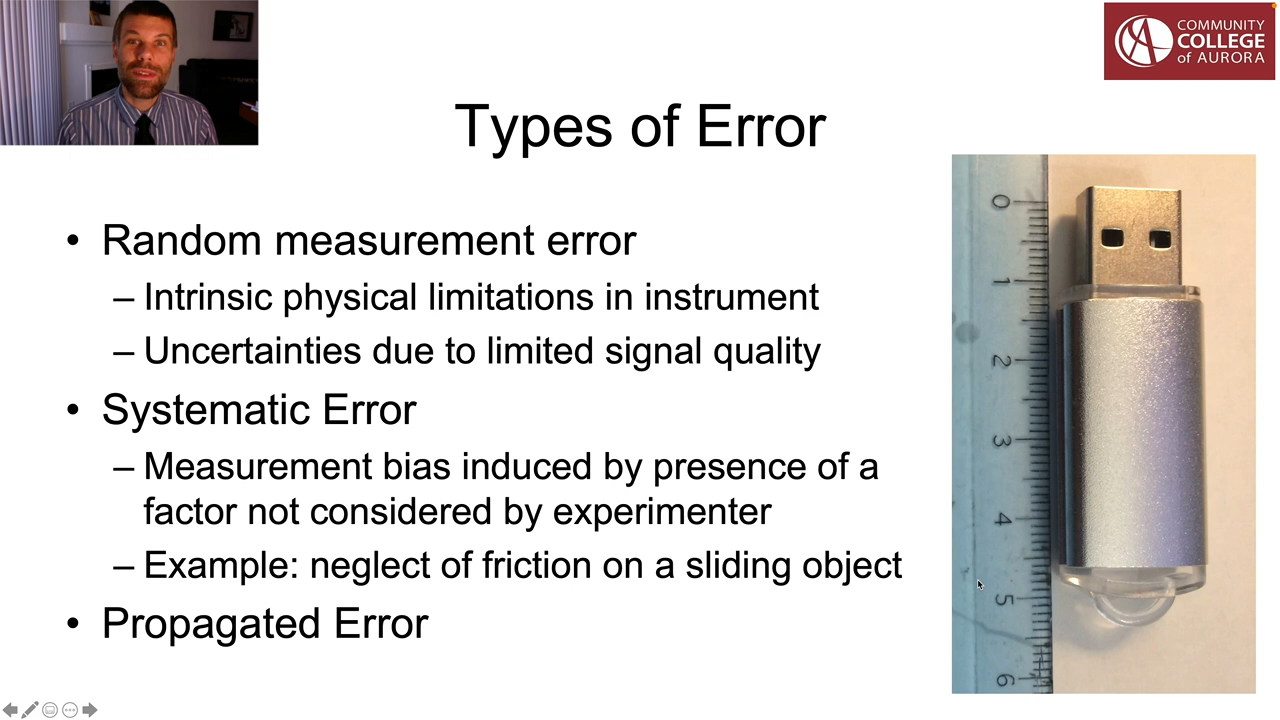 COMMUNITY
COLLEGE
of AURORA
Types of Error
• Random measurement error
– Intrinsic physical limitations in instrument
– Uncertainties due to limited signal quality
• Systematic Error
– Measurement bias induced by presence of a
factor not considered by experimenter
– Example: neglect of friction on a sliding object
• Propagated Error
0
1
2
3
4
5
6